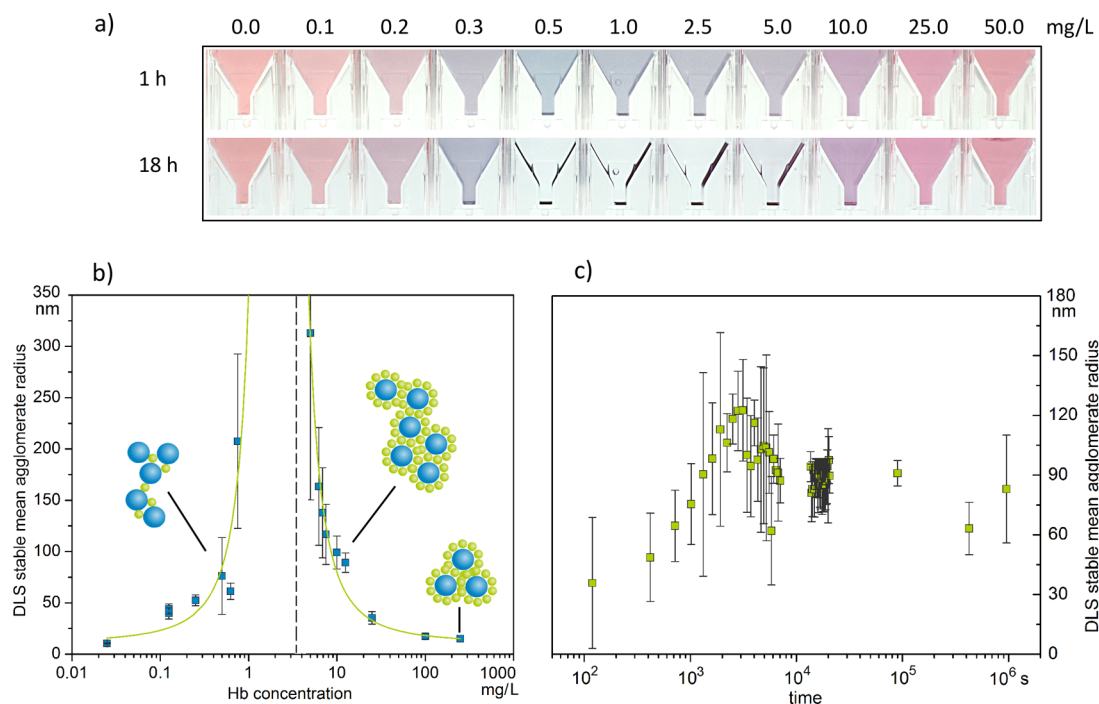 a)
0.0 0.1 0.2 0.3 0.5 1.0 2.5 5.0 10.0 25.0 50.0 mg/L
1 h
18 h
b)
350
nm
300
250
200
150
100
50
0
DLS stable mean agglomerate radius
0.01 0.1 1 10 100 1000
Hb concentration
mg/L
c)
180
nm
150
120
90
60
30
0
DLS stable mean agglomerate radius
10² 10³ 10⁴ 10⁵ 10⁶ s
time